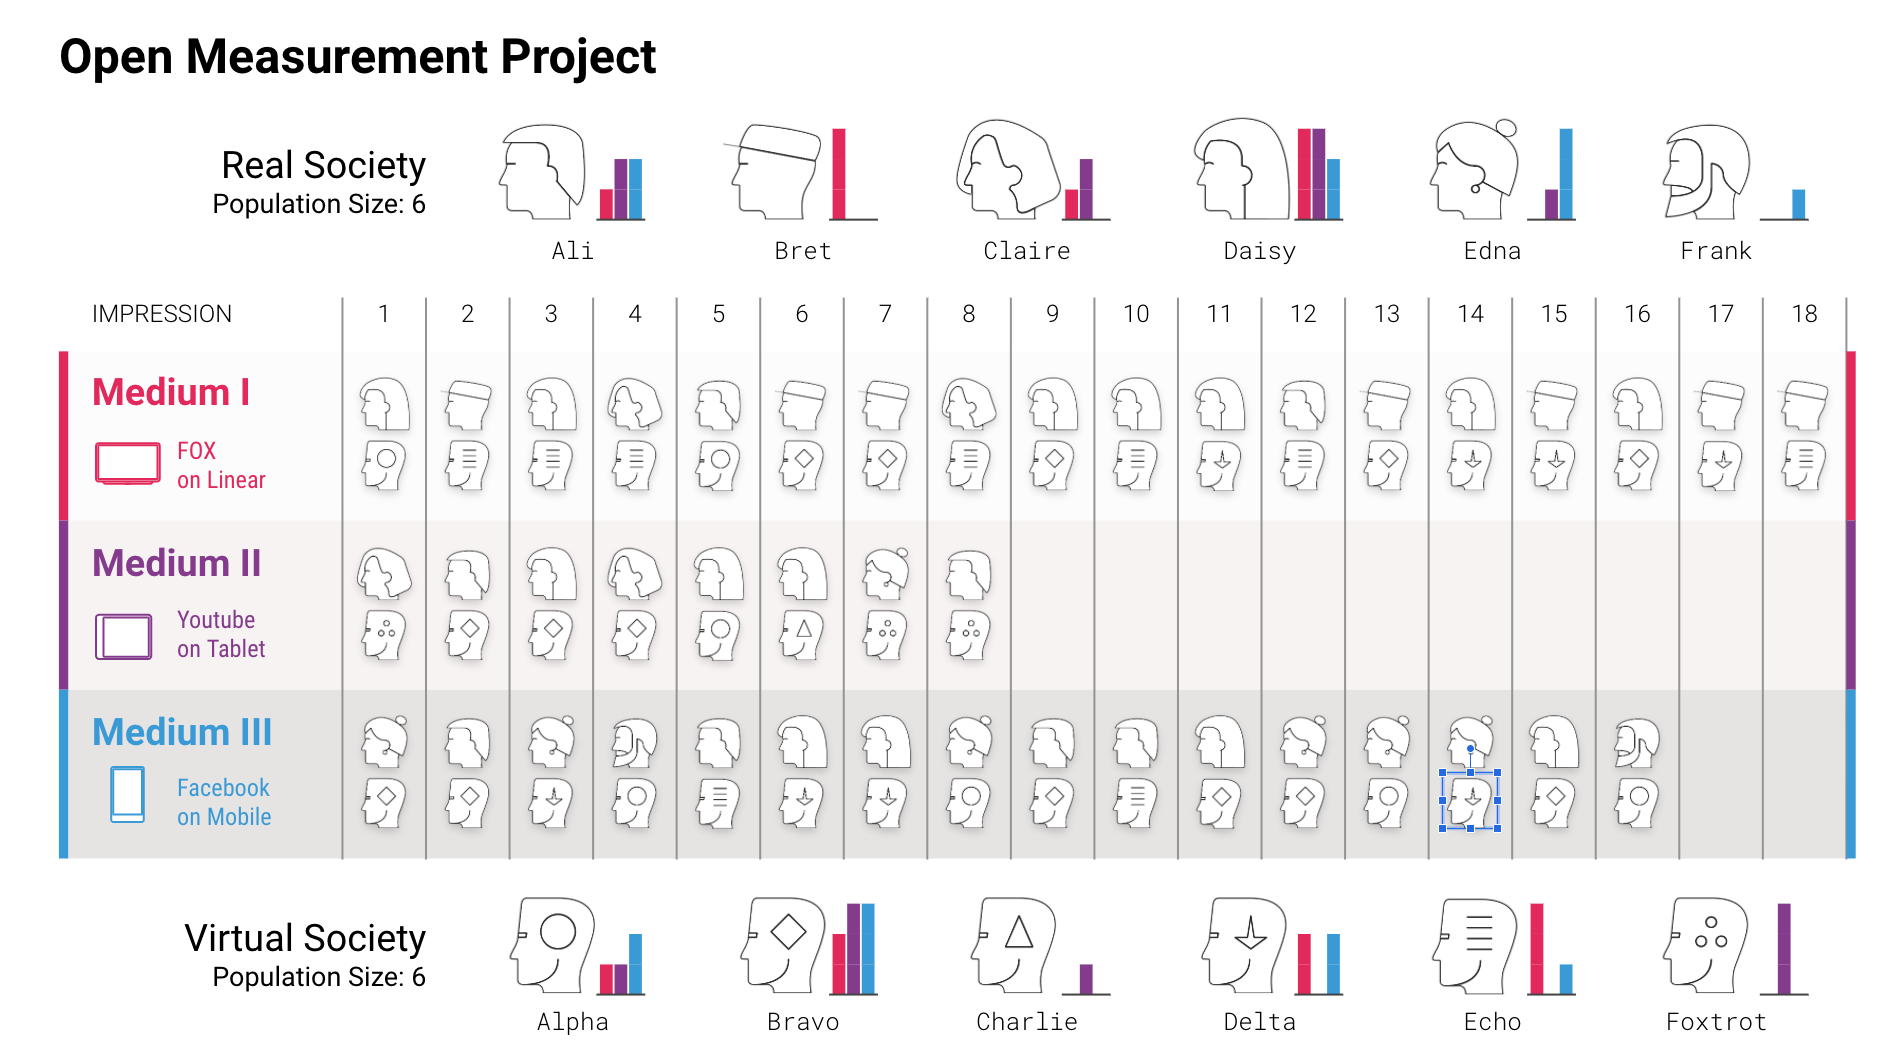 Open Measurement Project
Real Society
Population Size: 6
Ali
Bret
Claire
Daisy
Edna
Frank
IMPRESSION 1 2 3 4 5 6 7 8 9 10 11 12 13 14 15 16 17 18
Medium I
FOX
on Linear
Medium II
Youtube
on Tablet
Medium III
Facebook
on Mobile
Virtual Society
Population Size: 6
Alpha
Bravo
Charlie
Delta
Echo
Foxtrot